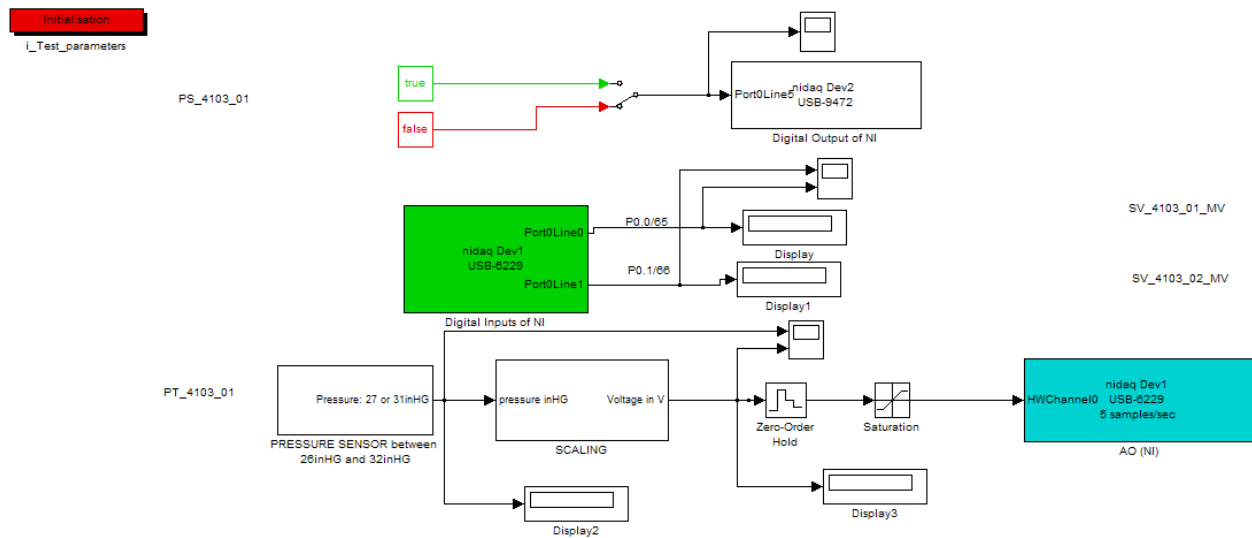 Initialisation
i_Test_parameters
PS_4103_01
true
false
Port0Line5
nidaq Dev2
USB-9472
Digital Output of NI
nidaq Dev1
USB-6229
Port0Line0
Port0Line1
Digital Inputs of NI
P0.0/65
P0.1/66
Display
Display1
SV_4103_01_MV
SV_4103_02_MV
PT_4103_01
Pressure: 27 or 31inHG
PRESSURE SENSOR between
26inHG and 32inHG
pressure inHG
Voltage in V
SCALING
Zero-Order
Hold
Saturation
HWChannel0
nidaq Dev1
USB-6229
5 samples/sec
AO (NI)
Display2
Display3